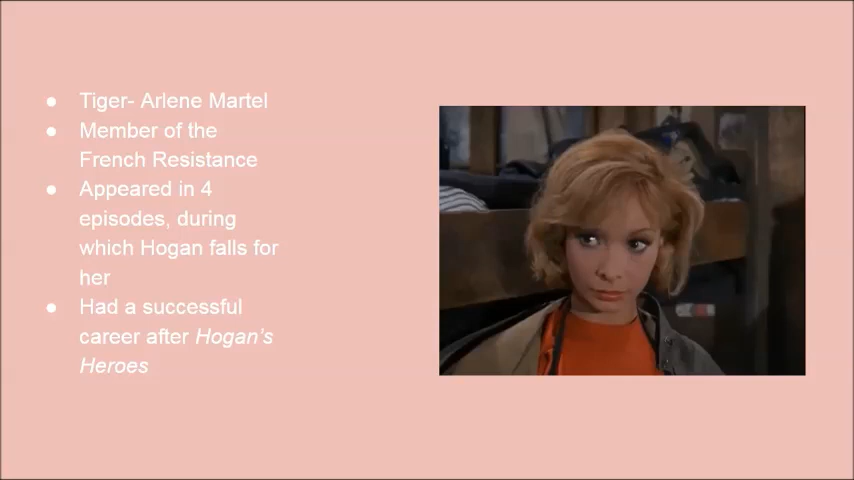 ● Tiger- Arlene Martel
● Member of the
French Resistance
● Appeared in 4
episodes, during
which Hogan falls for
her
● Had a successful
career after Hogan's
Heroes